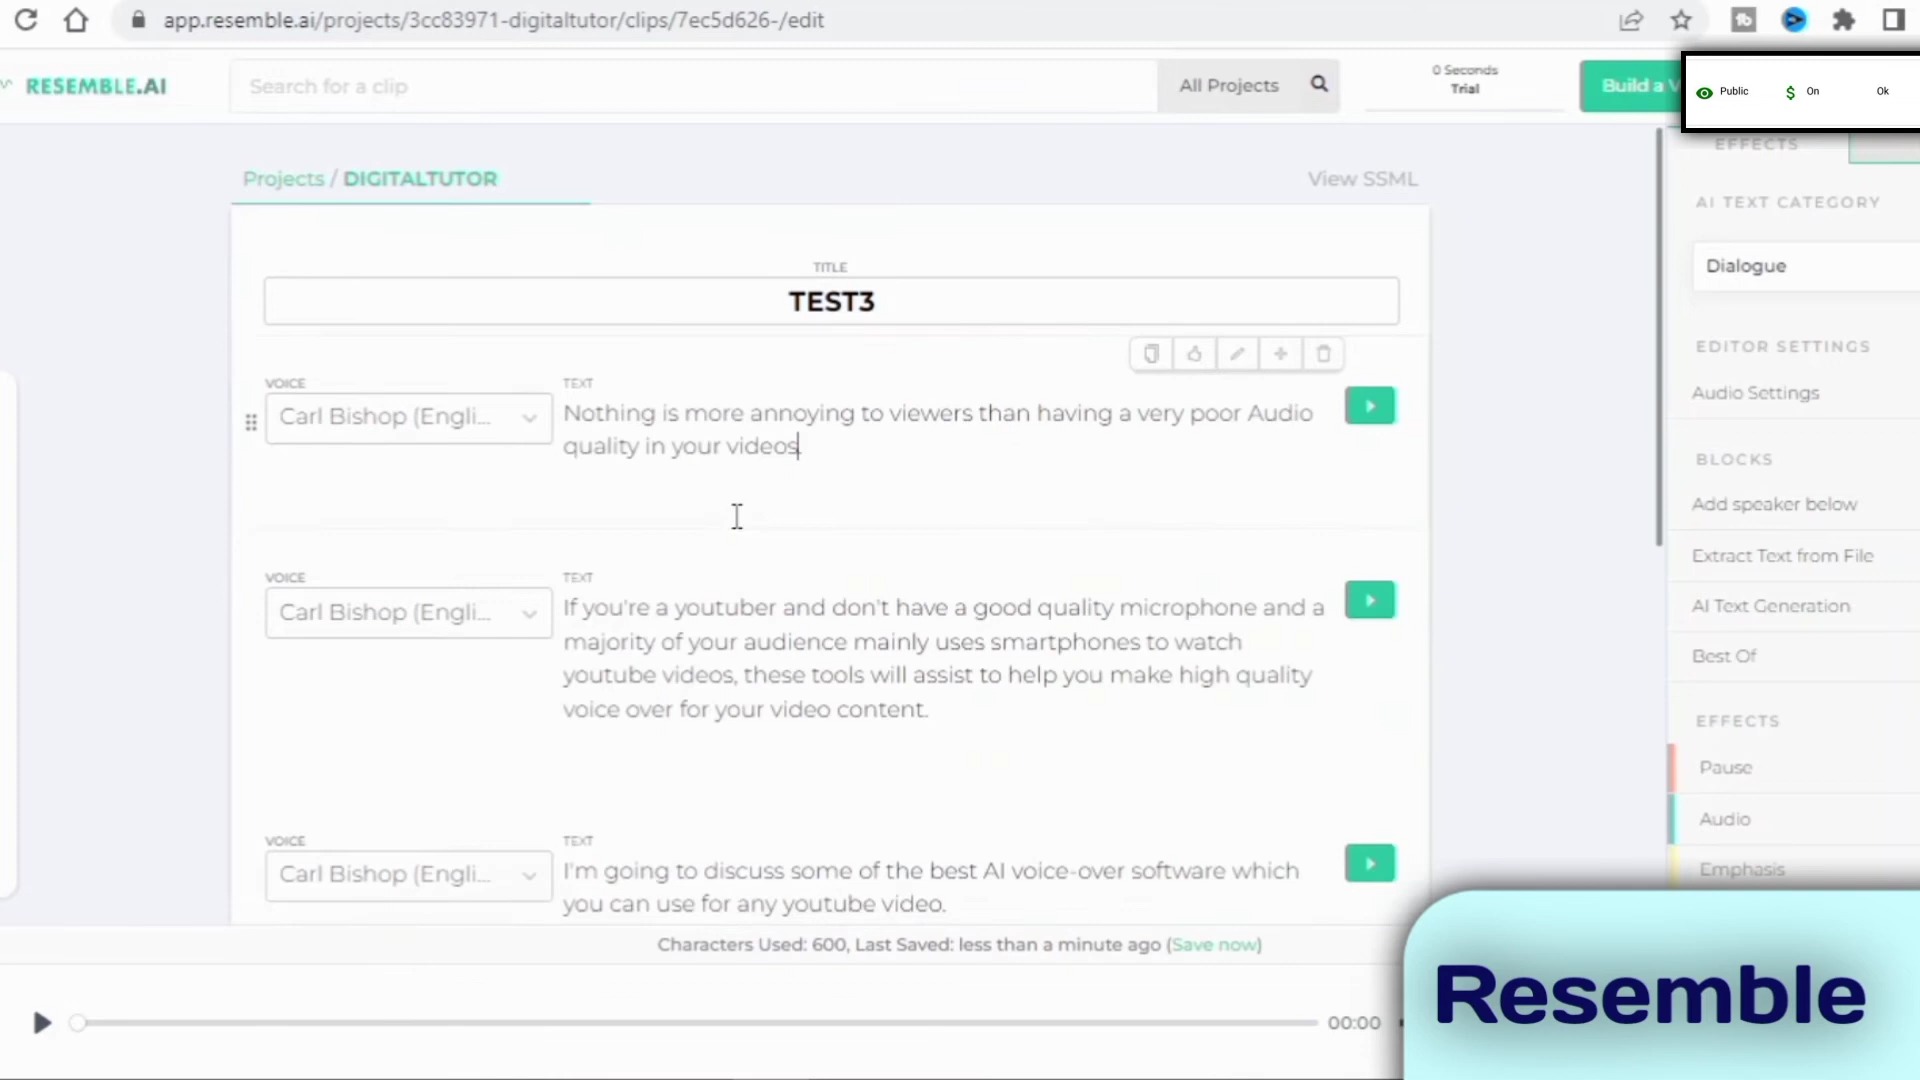 app.resemble.ai/projects/3cc83971-digitaltutor/clips/7ec5d626-/edit
RESEMBLE.AI
Search for a clip
All Projects
0 Seconds
Trial
Build a V
Public
On
Ok
EFFECTS
Projects / DIGITALTUTOR
View SSML
AI TEXT CATEGORY
Dialogue
TITLE
TEST3
EDITOR SETTINGS
Audio Settings
VOICE
Carl Bishop (Engli...
TEXT
Nothing is more annoying to viewers than having a very poor Audio
quality in your videos.
BLOCKS
Add speaker below
Extract Text from File
AI Text Generation
Best Of
VOICE
Carl Bishop (Engli...
TEXT
If you're a youtuber and don't have a good quality microphone and a
majority of your audience mainly uses smartphones to watch
youtube videos, these tools will assist to help you make high quality
voice over for your video content.
EFFECTS
Pause
Audio
Emphasis
VOICE
Carl Bishop (Engli...
TEXT
I'm going to discuss some of the best AI voice-over software which
you can use for any youtube video.
Characters Used: 600, Last Saved: less than a minute ago (Save now)
00:00
Resemble